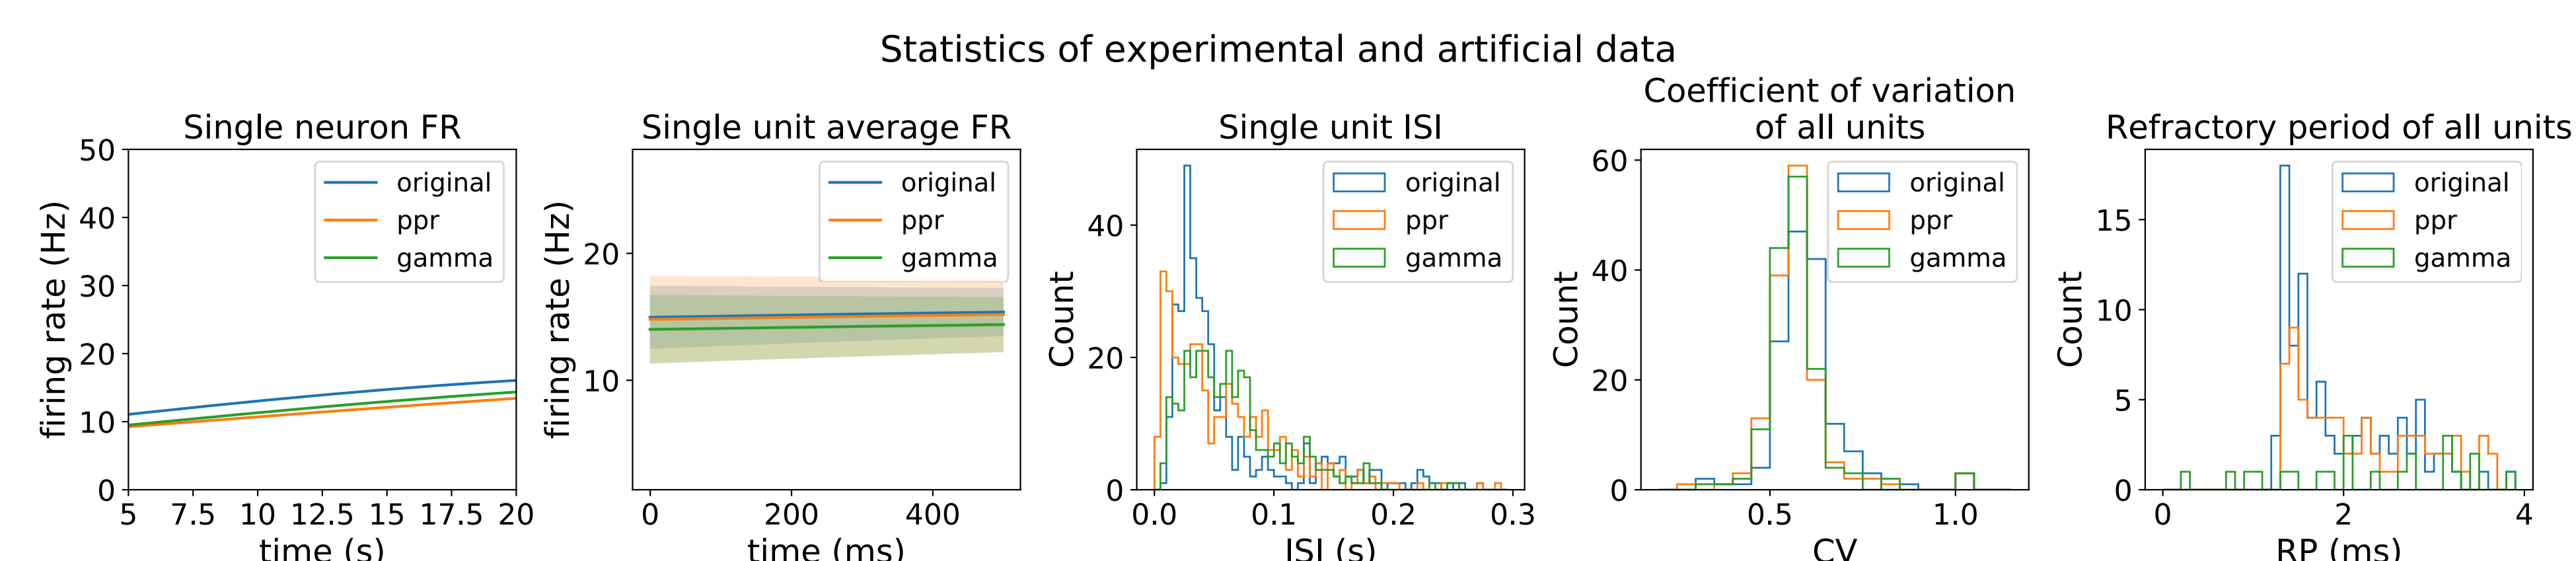 Statistics of experimental and artificial data
Single neuron FR
firing rate (Hz)
50
40
30
20
10
0
5 7.5 10 12.5 15 17.5 20
time (s)
original
ppr
gamma
Single unit average FR
firing rate (Hz)
20
10
0 200 400
time (ms)
original
ppr
gamma
Single unit ISI
Count
40
20
0
0.0 0.1 0.2 0.3
ISI (s)
original
ppr
gamma
Coefficient of variation
of all units
Count
60
40
20
0
0.5 1.0
CV
original
ppr
gamma
Refractory period of all units
Count
15
10
5
0
0 2 4
RP (ms)
original
ppr
gamma